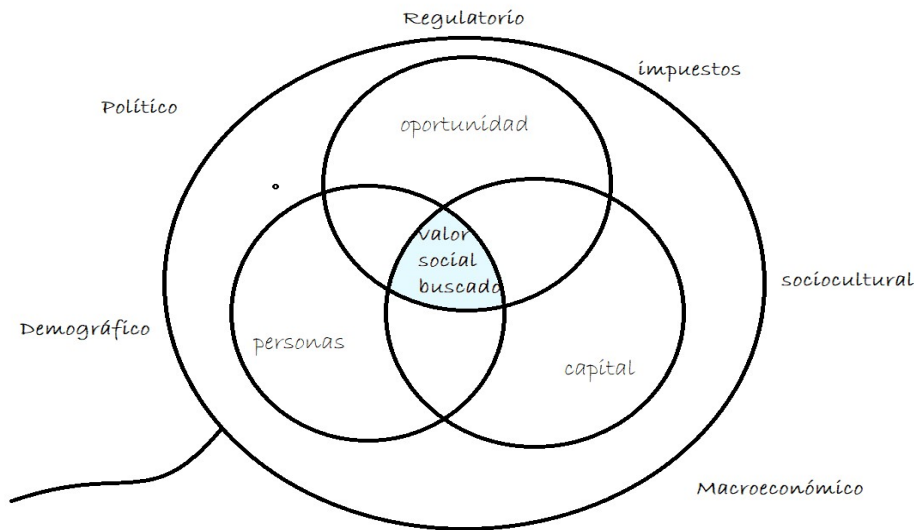 Regulatorio
impuestos
Político
oportunidad
valor
social
buscado
sociocultural
Demográfico
personas
capital
Macroeconómico